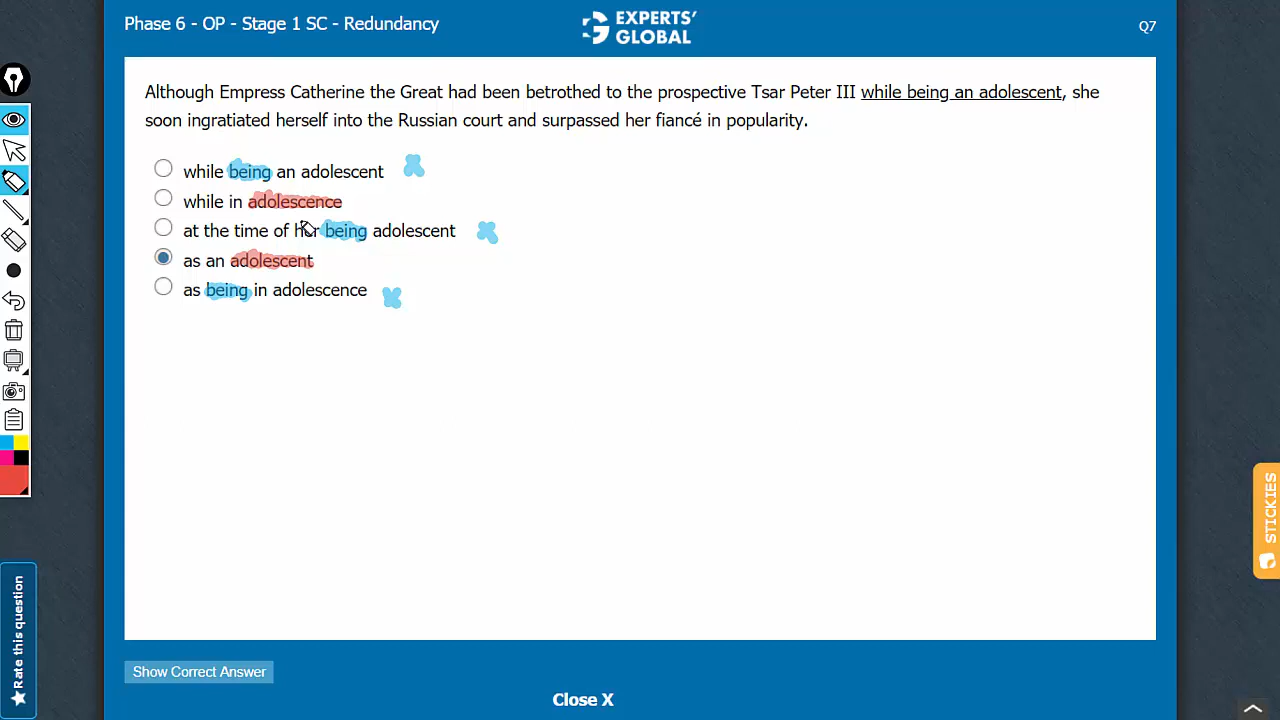 Phase 6 - OP - Stage 1 SC - Redundancy
EXPERTS'
GLOBAL
Q7
Although Empress Catherine the Great had been betrothed to the prospective Tsar Peter III while being an adolescent, she
soon ingratiated herself into the Russian court and surpassed her fiancé in popularity.
while being an adolescent
while in adolescence
at the time of her being adolescent
as an adolescent
as being in adolescence
STICKIES
Rate this question
Show Correct Answer
Close X